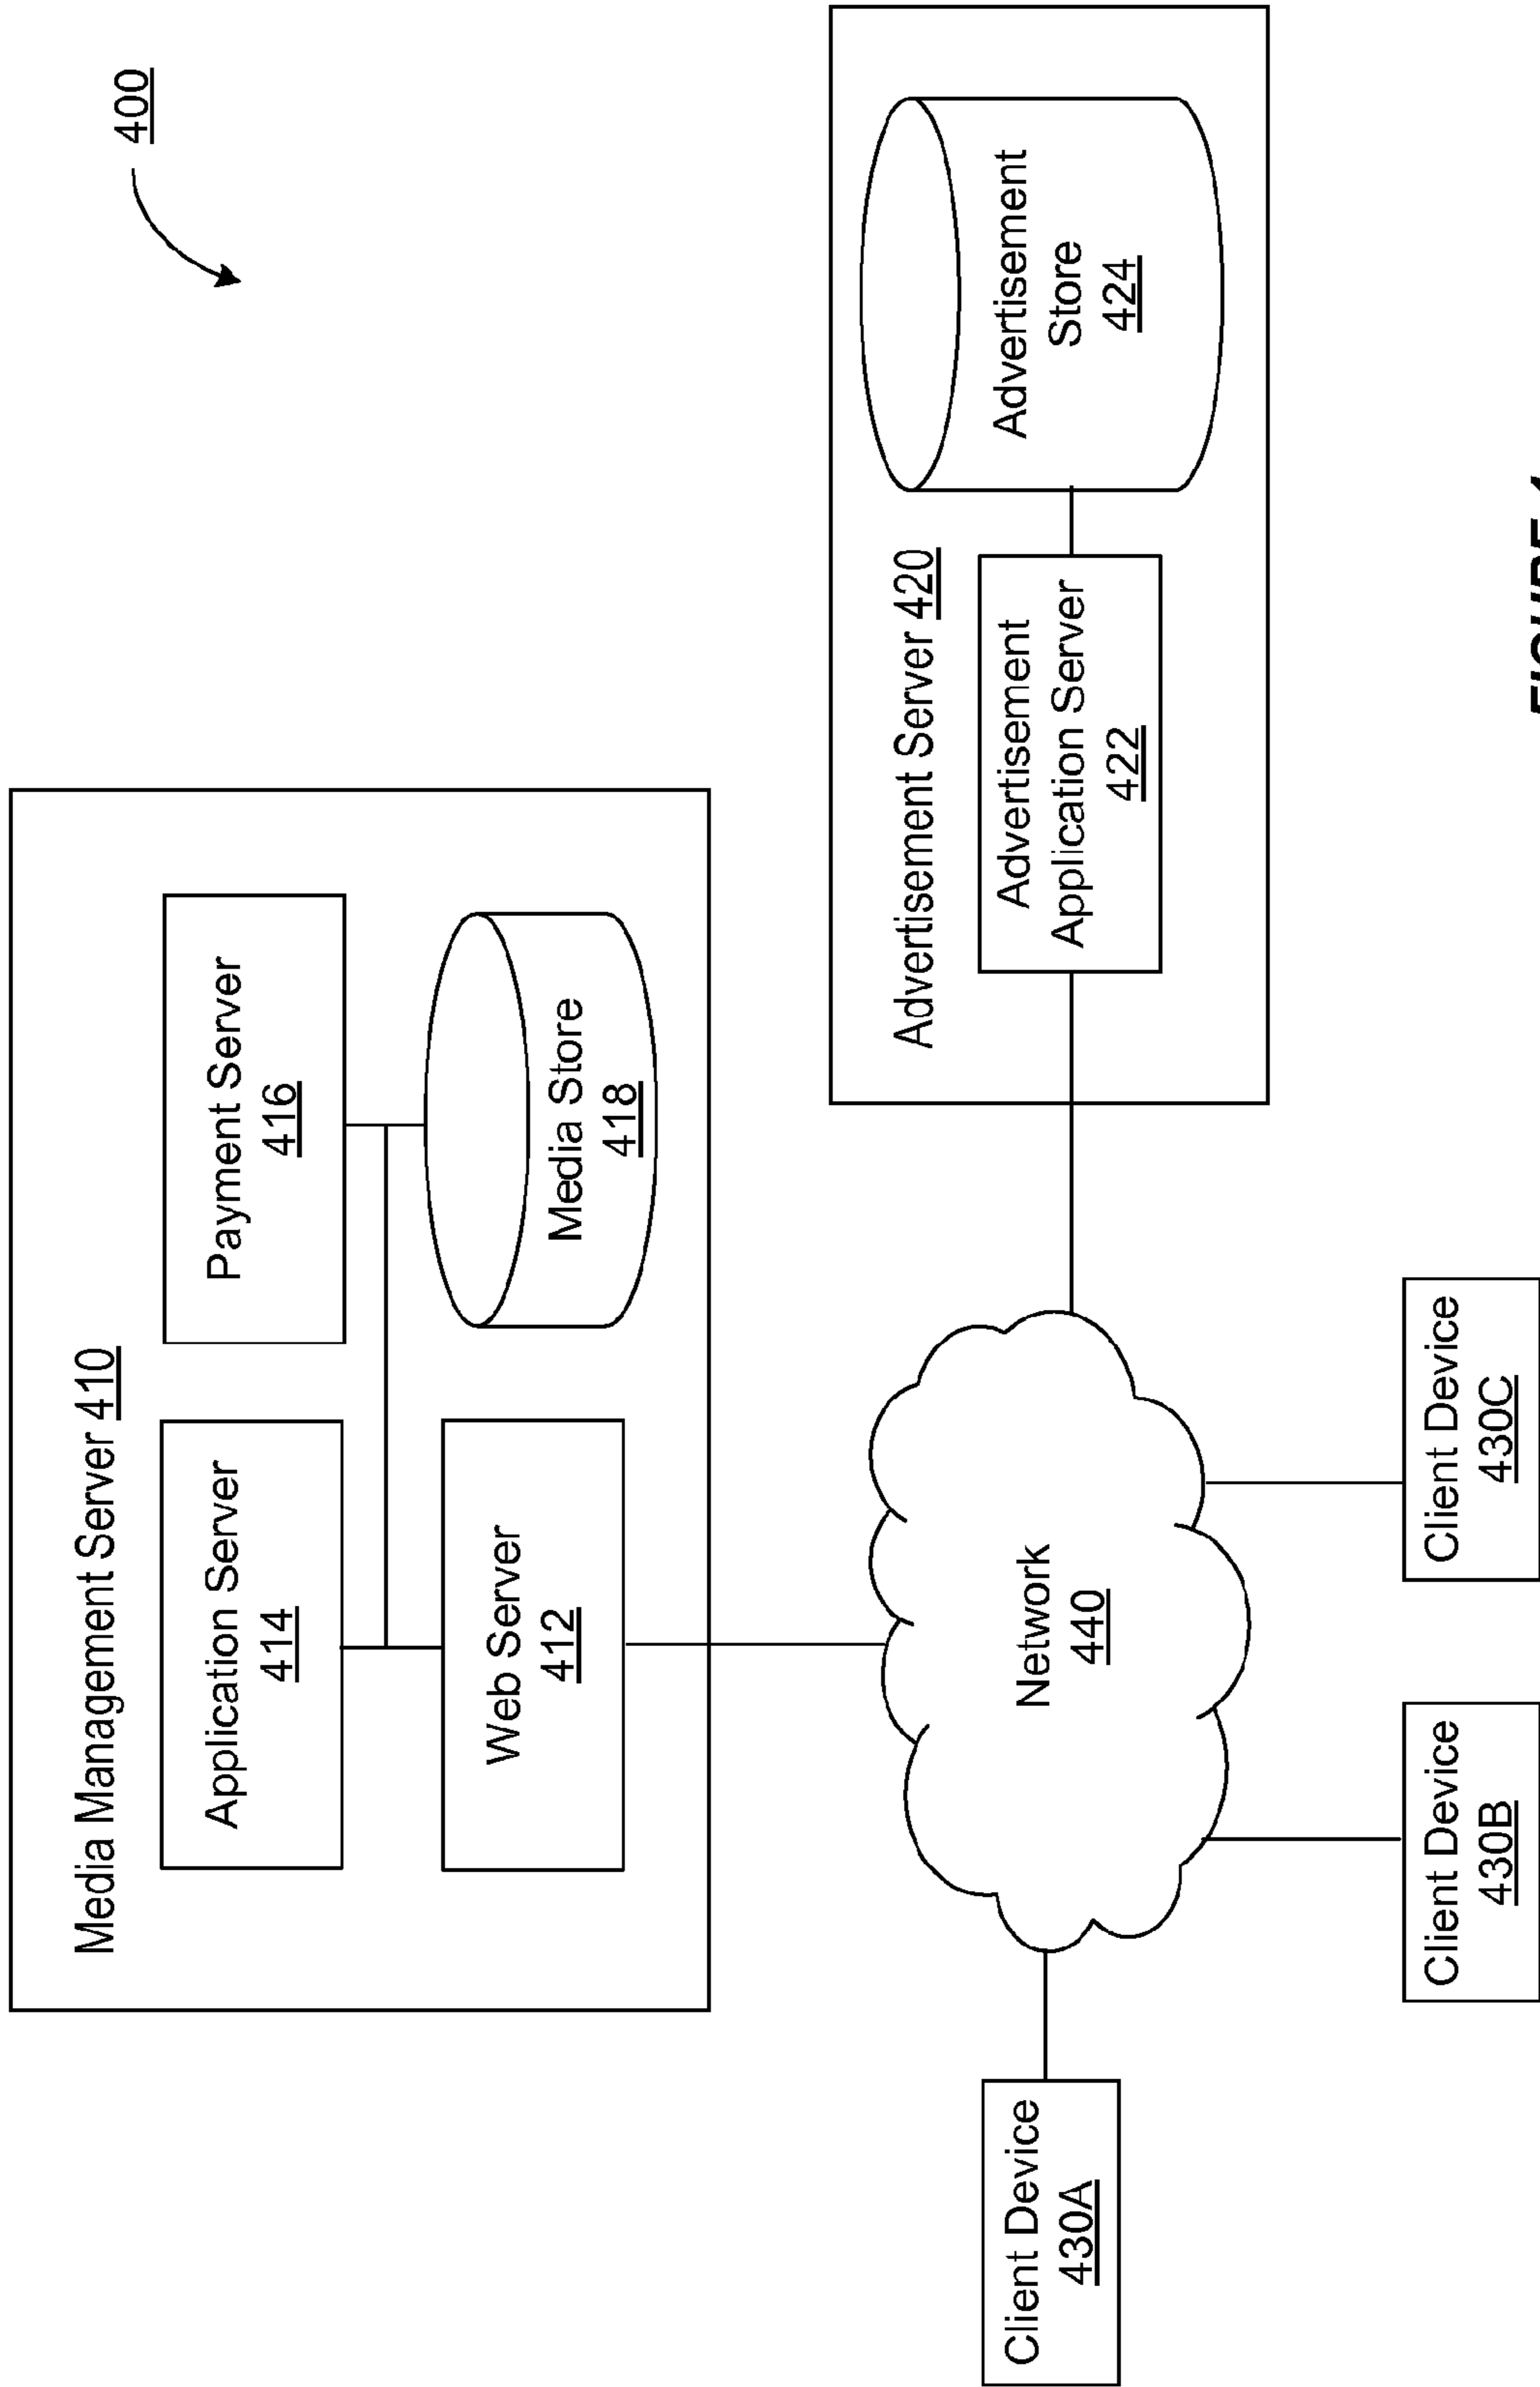 400
Media Management Server 410
Application Server
414
Payment Server
416
Web Server
412
Media Store
418
Advertisement Server 420
Advertisement
Application Server
422
Advertisement
Store
424
Network
440
Client Device
430A
Client Device
430B
Client Device
430C